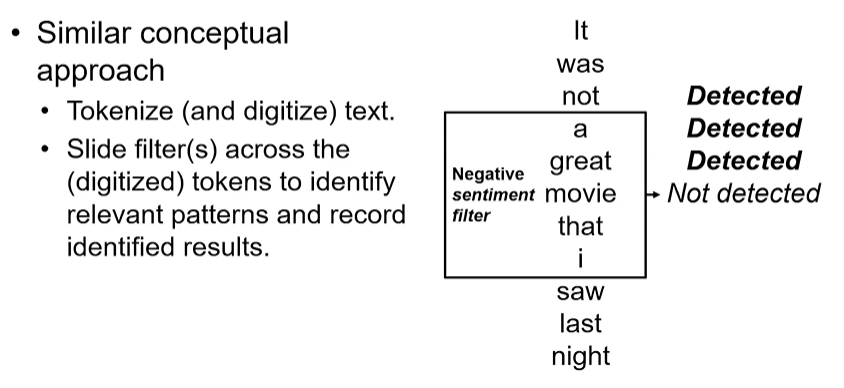 • Similar conceptual
approach
• Tokenize (and digitize) text.
• Slide filter(s) across the
(digitized) tokens to identify
relevant patterns and record
identified results.
It
was
not
a
great
movie
that
i
saw
last
night
Negative
sentiment
filter
Detected
Detected
Detected
Not detected